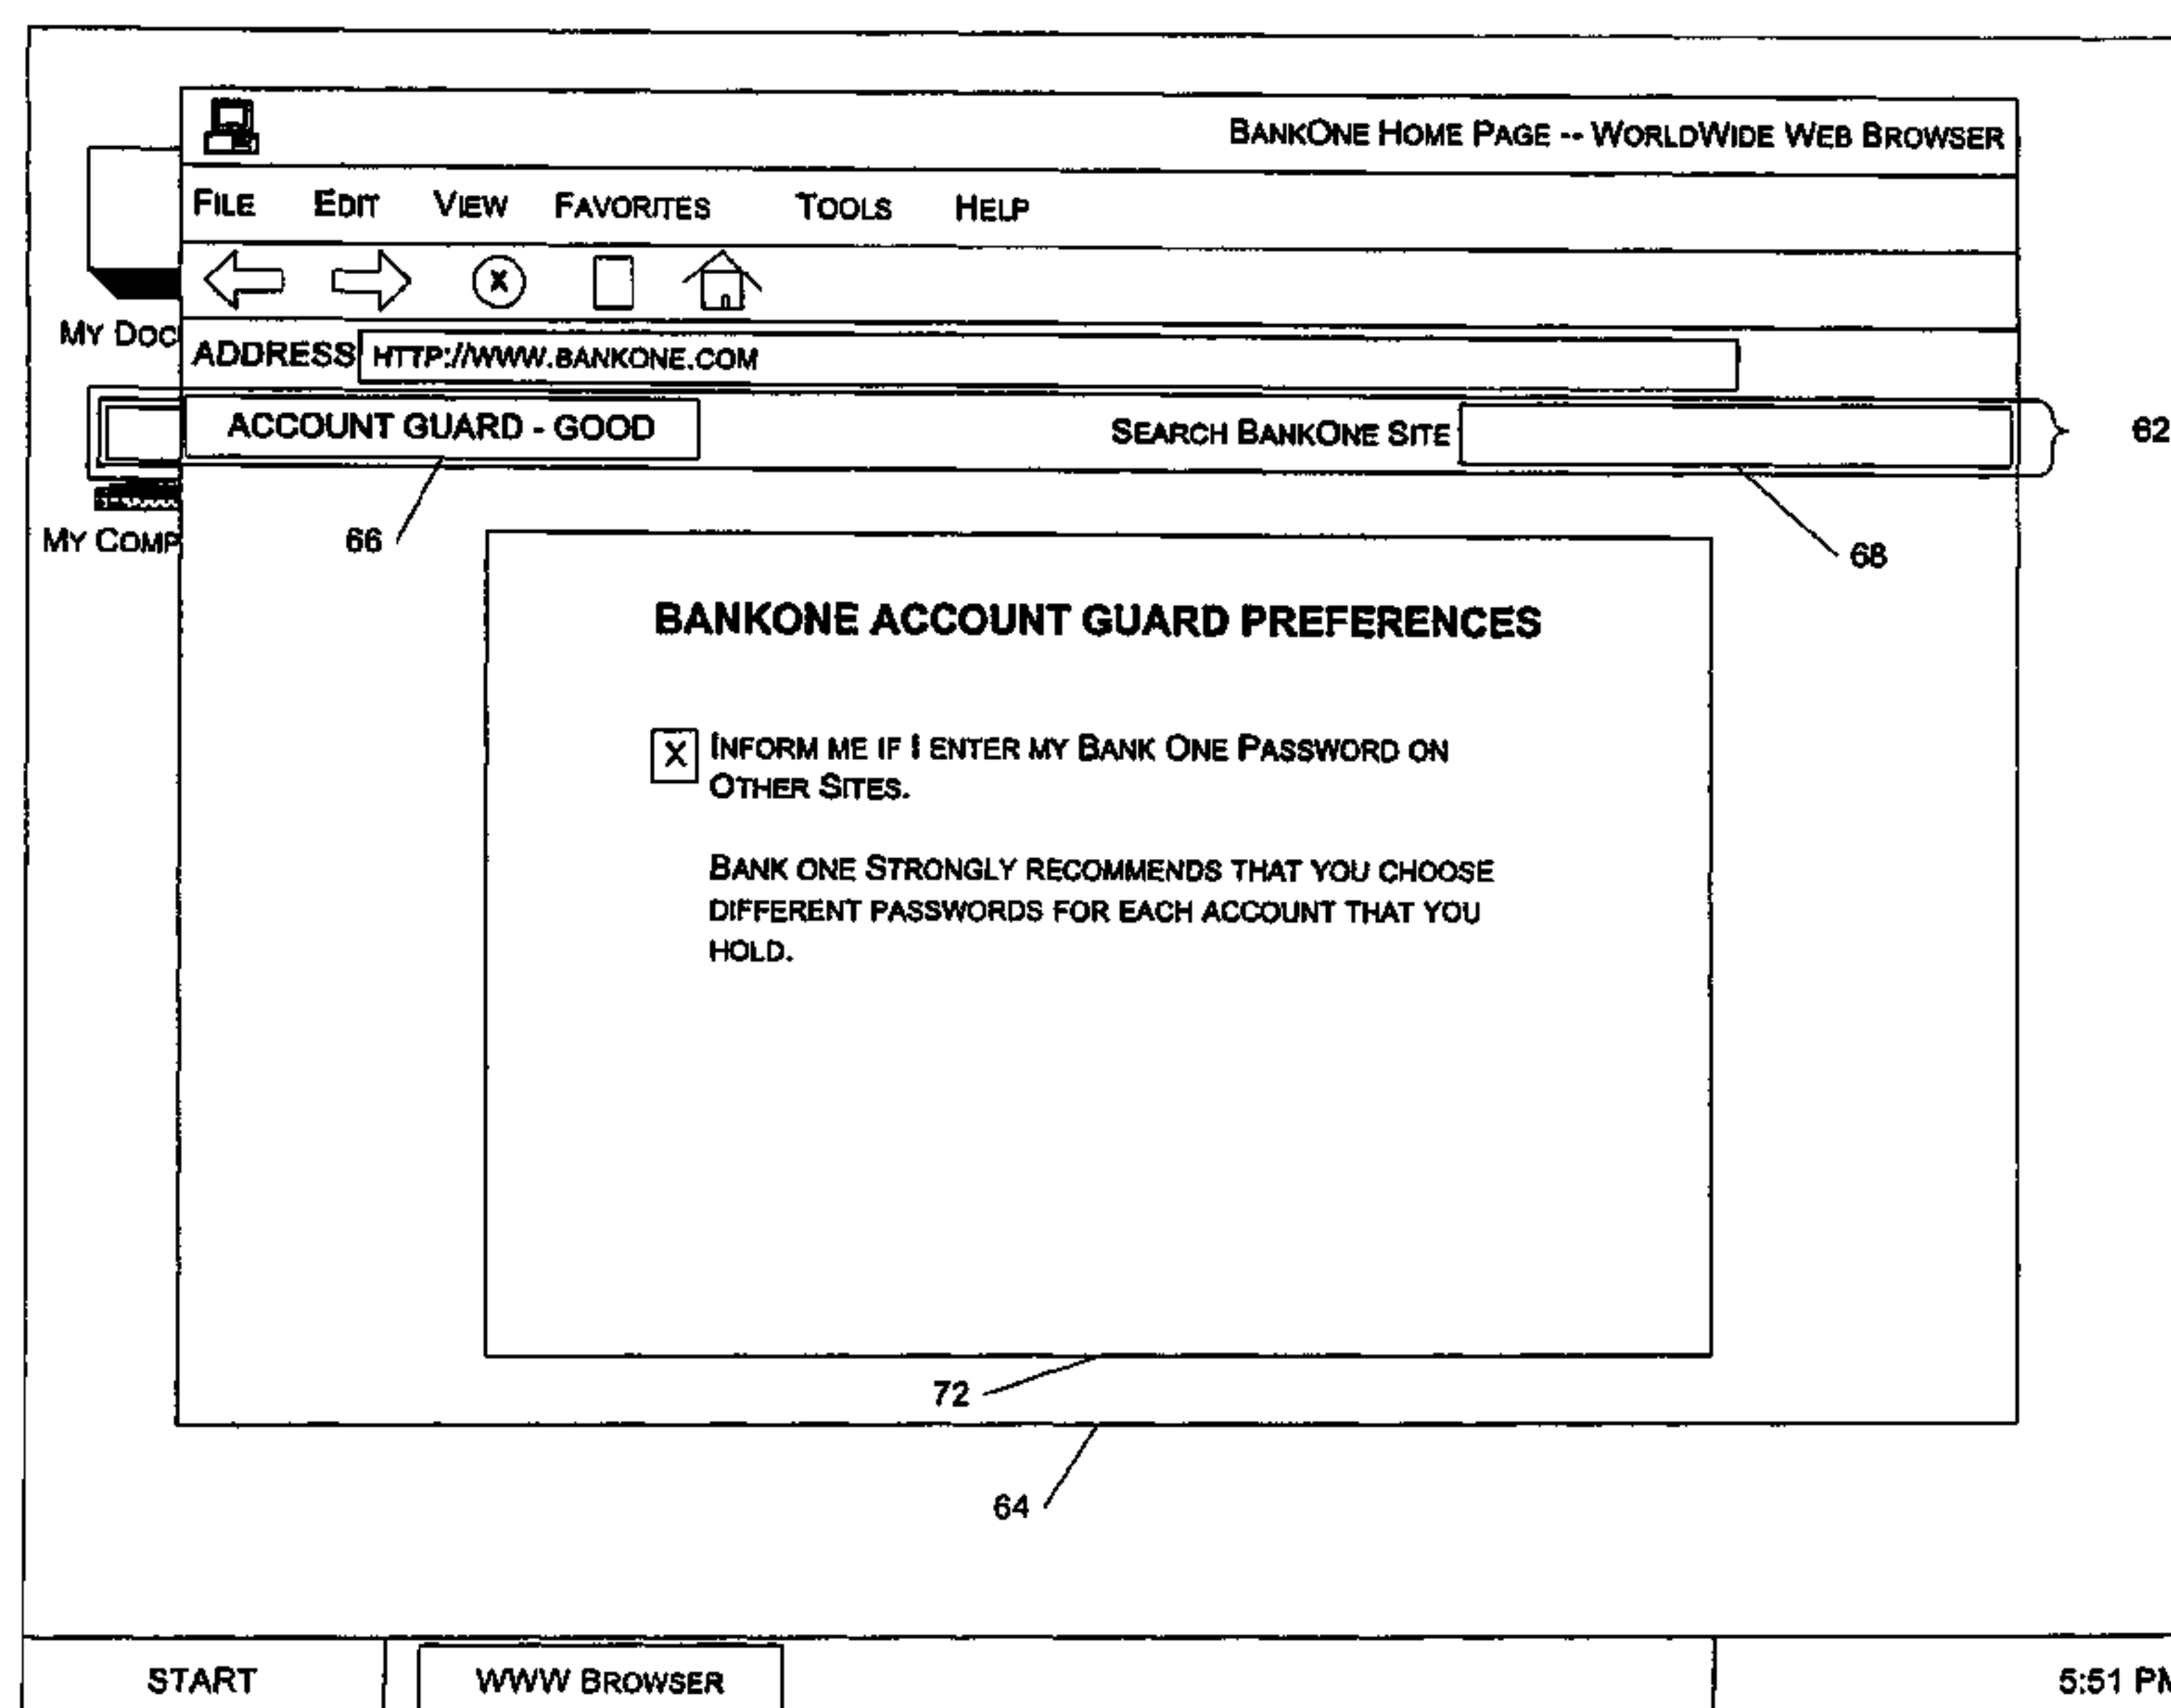 BANKONE HOME PAGE -- WORLDWIDE WEB BROWSER
FILE EDIT VIEW FAVORITES TOOLS HELP
X
MY DOC
ADDRESS HTTP://WWW.BANKONE.COM
ACCOUNT GUARD - GOOD SEARCH BANKONE SITE 62
MY COMP 66 68
BANKONE ACCOUNT GUARD PREFERENCES
X INFORM ME IF I ENTER MY BANK ONE PASSWORD ON
OTHER SITES.
BANK ONE STRONGLY RECOMMENDS THAT YOU CHOOSE
DIFFERENT PASSWORDS FOR EACH ACCOUNT THAT YOU
HOLD.
72
64
START WWW BROWSER 5:51 PM